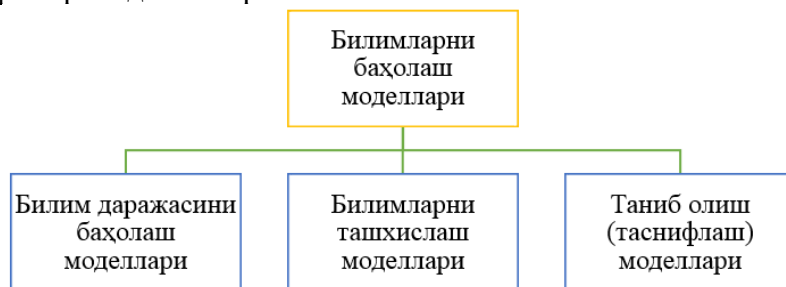 Билимларни
баҳолаш
моделлари
Билим даражасини
баҳолаш
моделлари
Билимларни
ташхислаш
моделлари
Таниб олиш
(таснифлаш)
моделлари